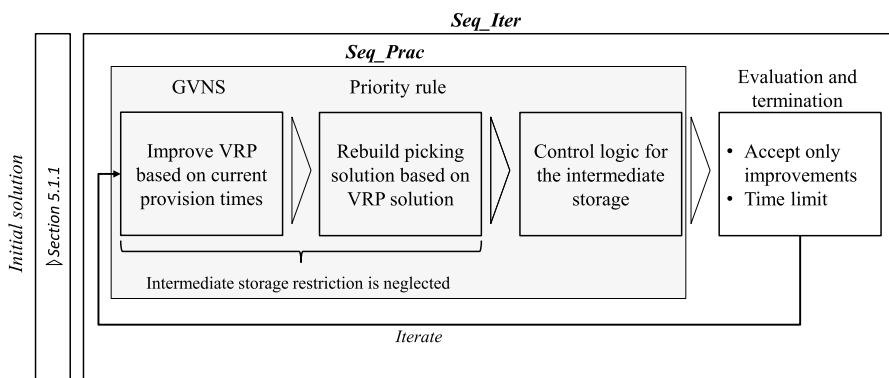 Seq_Iter
Seq_Prac
Initial solution
Section 5.1.1
GVNS
Improve VRP
based on current
provision times
Priority rule
Rebuild picking
solution based on
VRP solution
Control logic for
the intermediate
storage
Evaluation and
termination
• Accept only
improvements
• Time limit
Intermediate storage restriction is neglected
Iterate